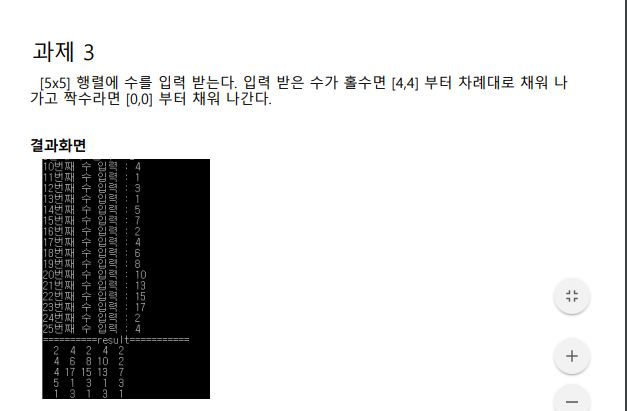 과제 3
[5x5] 행렬에 수를 입력 받는다. 입력 받은 수가 홀수면 [4,4] 부터 차례대로 채워 나
가고 짝수라면 [0,0] 부터 채워 나간다.
결과화면
10번째 수 입력 : 4
11번째 수 입력 : 1
12번째 수 입력 : 3
13번째 수 입력 : 1
14번째 수 입력 : 5
15번째 수 입력 : 7
16번째 수 입력 : 2
17번째 수 입력 : 4
18번째 수 입력 : 6
19번째 수 입력 : 8
20번째 수 입력 : 10
21번째 수 입력 : 13
22번째 수 입력 : 15
23번째 수 입력 : 17
24번째 수 입력 : 2
25번째 수 입력 : 4
==========result===========
2 4 2 4 2
4 6 8 10 2
4 17 15 13 7
5 1 3 1 3
1 3 1 3 1